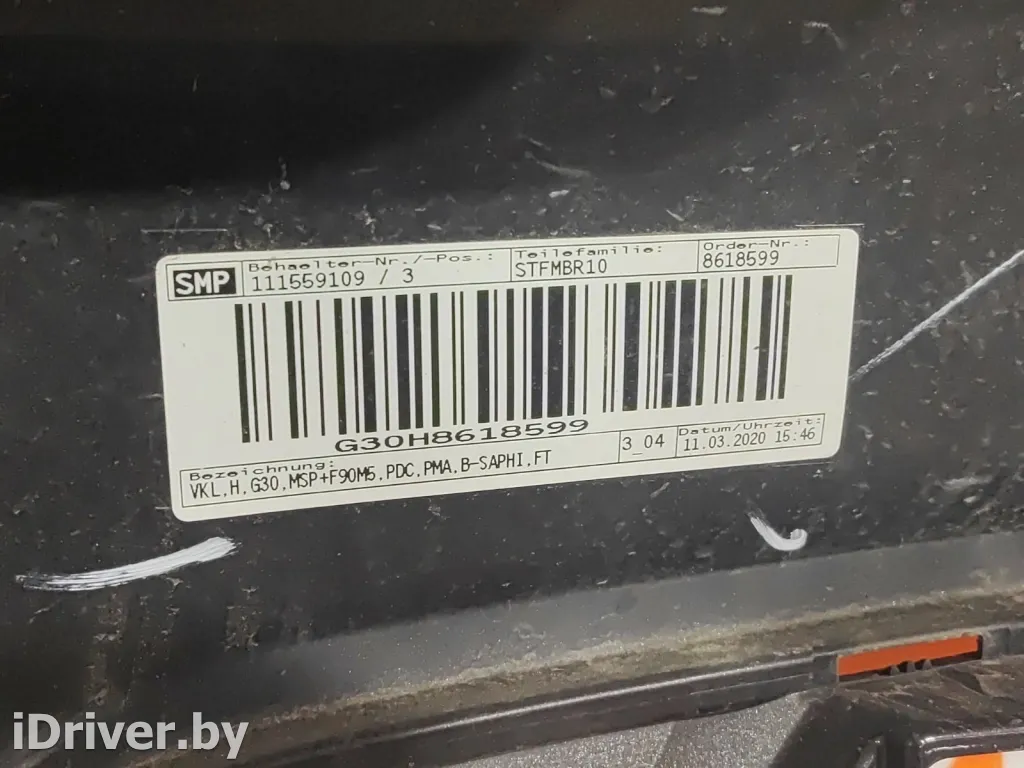 SMP
Behaelter-Nr./-Pos.:
111559109 / 3
Teilefamilie:
STFMBR10
Order-Nr.:
8618599
G30H8618599
Bezeichnung:
VKL,H,G30,MSP+F90M5,PDC,PMA,B-SAPHI,FT
3_04
Datum/Uhrzeit:
11.03.2020 15:46
iDriver.by